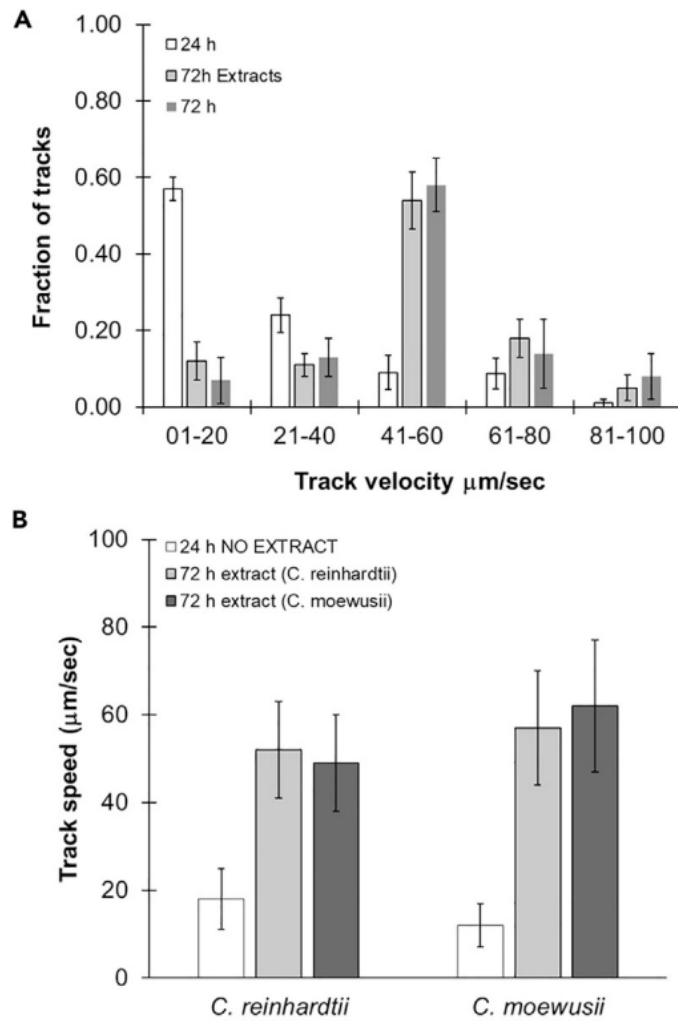 A
1.00
0.80
0.60
0.40
0.20
0.00
Fraction of tracks
24 h
72h Extracts
72 h
01-20 21-40 41-60 61-80 81-100
Track velocity μm/sec
B
100
80
60
40
20
0
Track speed (μm/sec)
24 h NO EXTRACT
72 h extract (C. reinhardtii)
72 h extract (C. moewusii)
C. reinhardtii C. moewusii